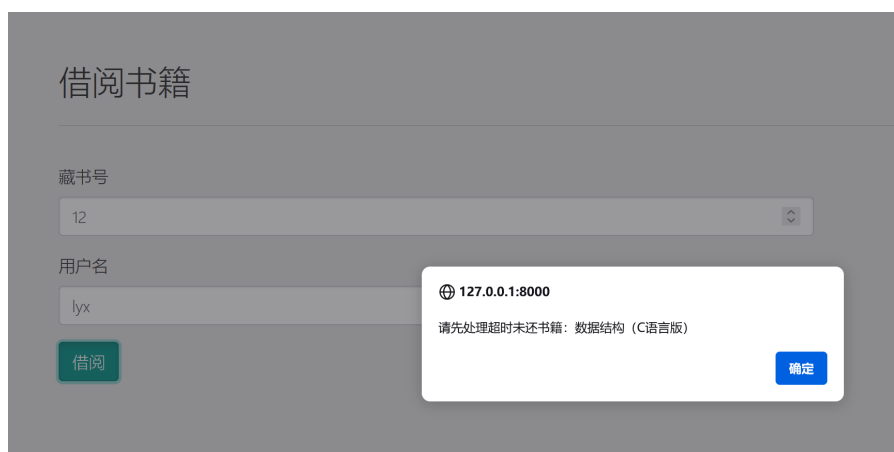 借阅书籍
藏书号
12
用户名
lyx
借阅
127.0.0.1:8000
请先处理超时未还书籍：数据结构（C语言版）
确定